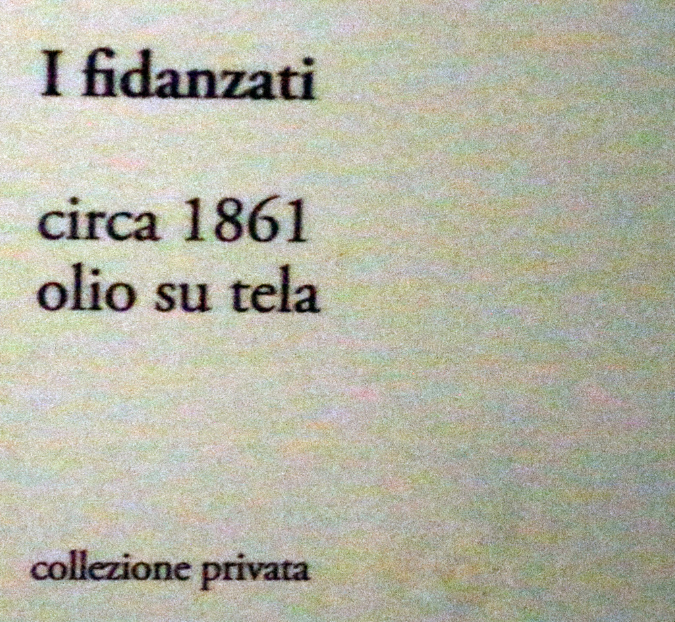 I fidanzati
circa 1861
olio su tela
collezione privata